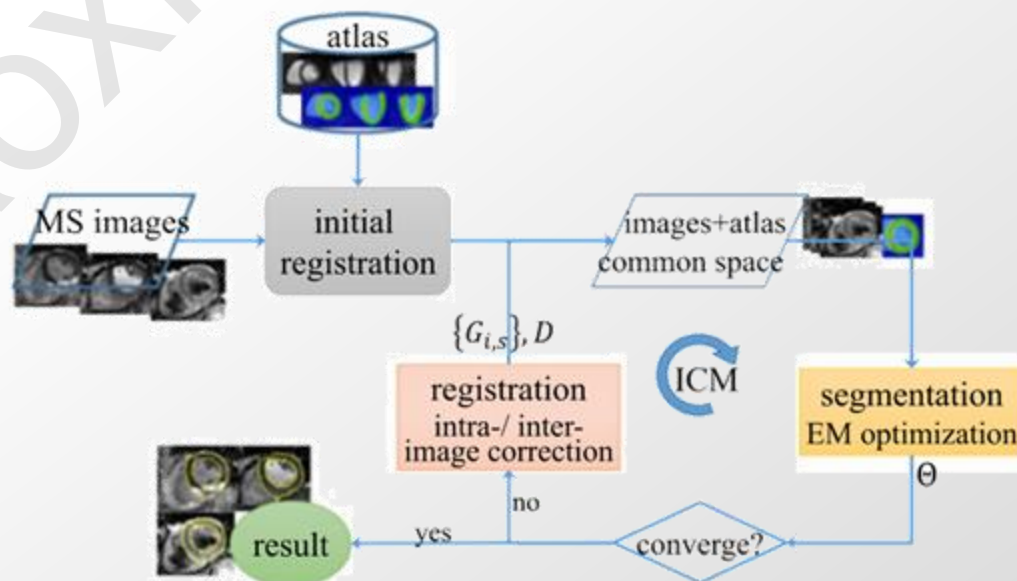 atlas
MS images
initial
registration
images+atlas
common space
{G_{i,s}}, D
ICM
registration
intra-/ inter-
image correction
segmentation
EM optimization
Θ
no
yes
converge?
result